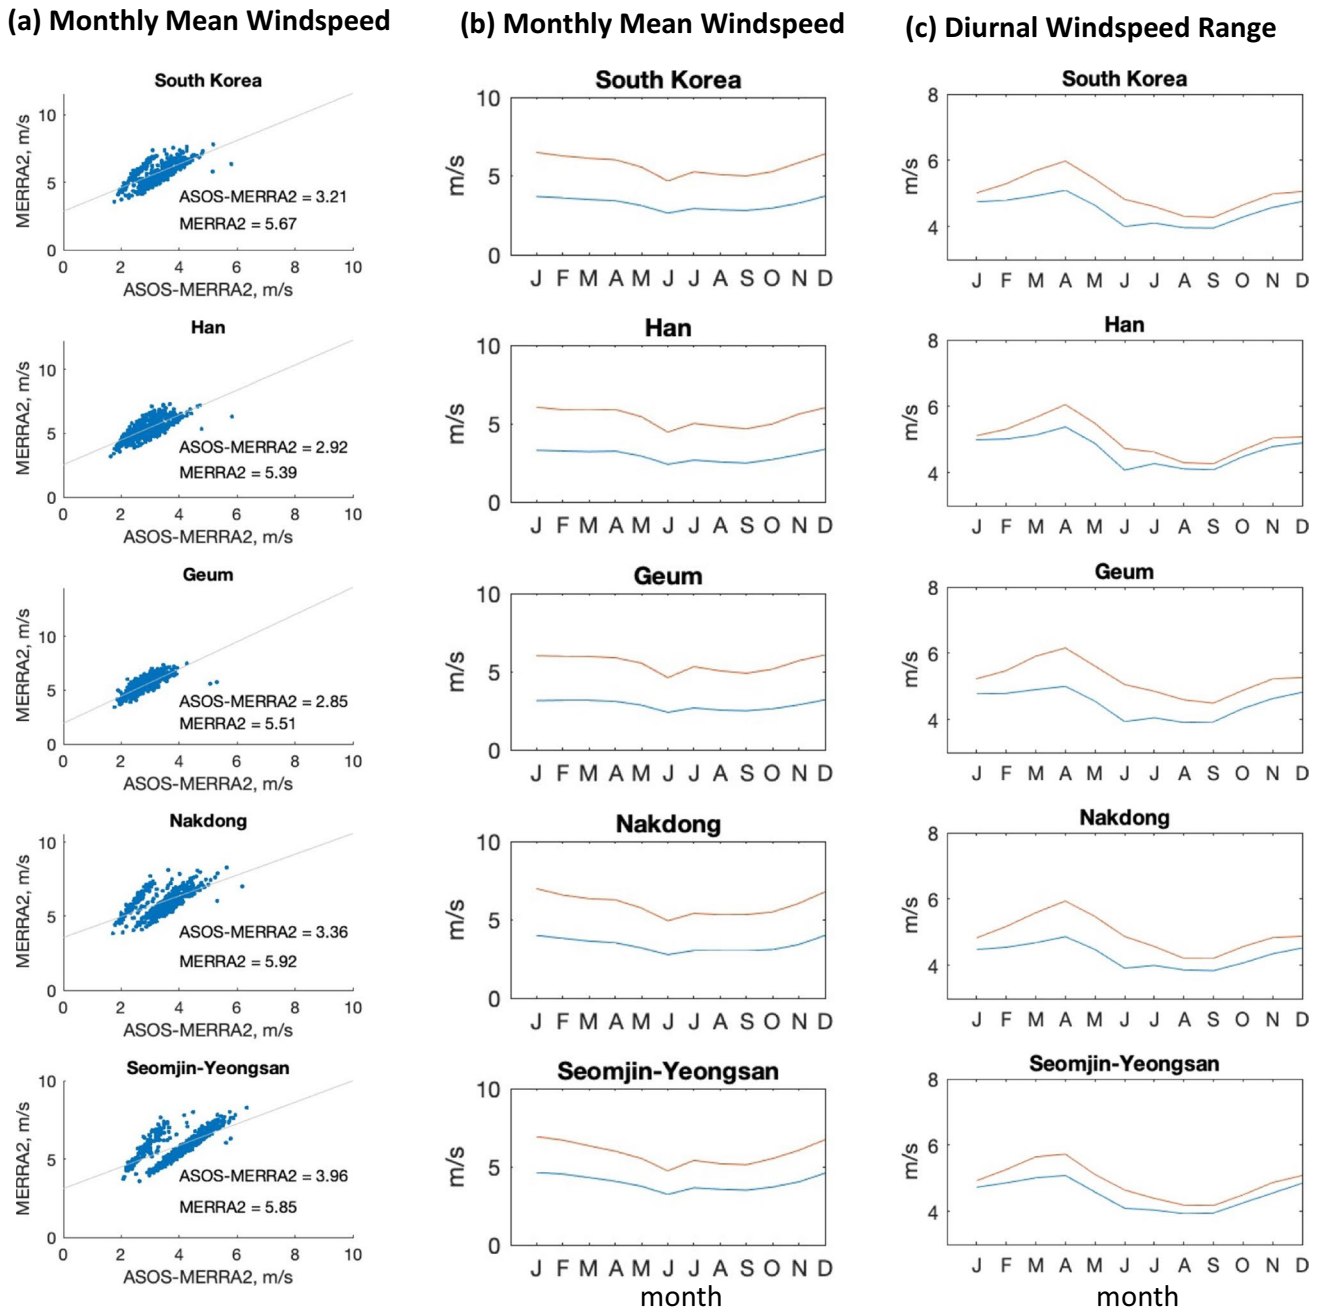 (a) Monthly Mean Windspeed
South Korea
MERRA2, m/s
10
5
0
ASOS-MERRA2 = 3.21
MERRA2 = 5.67
0 2 4 6 8 10
ASOS-MERRA2, m/s
Han
MERRA2, m/s
10
5
0
ASOS-MERRA2 = 2.92
MERRA2 = 5.39
0 2 4 6 8 10
ASOS-MERRA2, m/s
Geum
MERRA2, m/s
10
5
0
ASOS-MERRA2 = 2.85
MERRA2 = 5.51
0 2 4 6 8 10
ASOS-MERRA2, m/s
Nakdong
MERRA2, m/s
10
5
0
ASOS-MERRA2 = 3.36
MERRA2 = 5.92
0 2 4 6 8 10
ASOS-MERRA2, m/s
Seomjin-Yeongsan
MERRA2, m/s
10
5
0
ASOS-MERRA2 = 3.96
MERRA2 = 5.85
0 2 4 6 8 10
ASOS-MERRA2, m/s
(b) Monthly Mean Windspeed
South Korea
m/s
10
5
0
J F M A M J J A S O N D
Han
m/s
10
5
0
J F M A M J J A S O N D
Geum
m/s
10
5
0
J F M A M J J A S O N D
Nakdong
m/s
10
5
0
J F M A M J J A S O N D
Seomjin-Yeongsan
m/s
10
5
0
J F M A M J J A S O N D
month
(c) Diurnal Windspeed Range
South Korea
m/s
8
6
4
J F M A M J J A S O N D
Han
m/s
8
6
4
J F M A M J J A S O N D
Geum
m/s
8
6
4
J F M A M J J A S O N D
Nakdong
m/s
8
6
4
J F M A M J J A S O N D
Seomjin-Yeongsan
m/s
8
6
4
J F M A M J J A S O N D
month